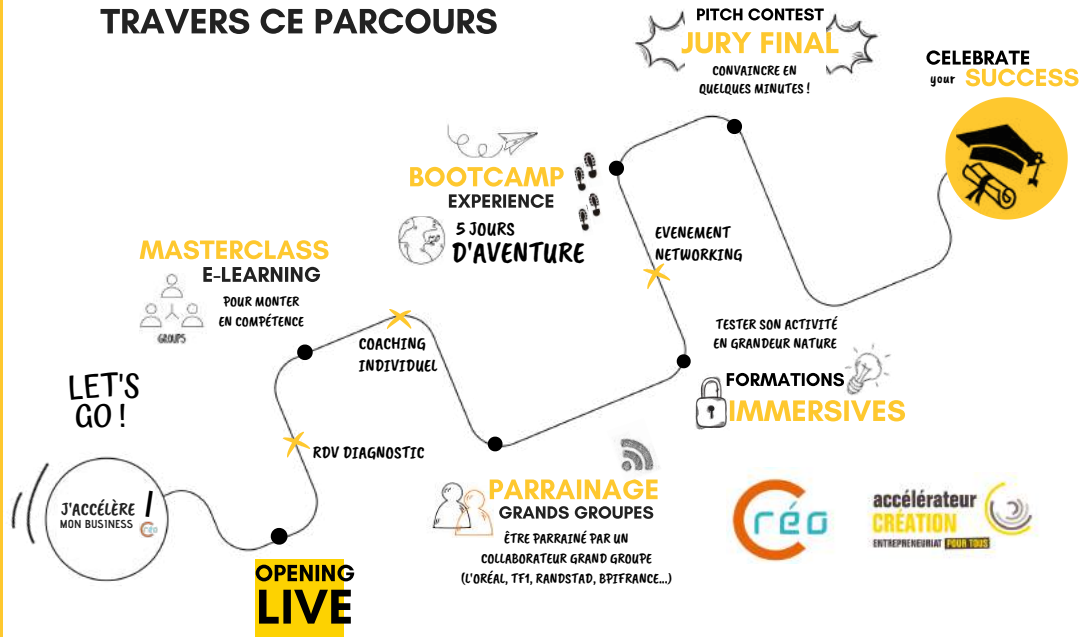 TRAVERS CE PARCOURS
PITCH CONTEST
JURY FINAL
CONVAINCRE EN
QUELQUES MINUTES !
CELEBRATE
your SUCCESS
BOOTCAMP
EXPERIENCE
5 JOURS
D'AVENTURE
EVENEMENT
NETWORKING
MASTERCLASS
E-LEARNING
POUR MONTER
EN COMPÉTENCE
GROUPS
COACHING
INDIVIDUEL
TESTER SON ACTIVITÉ
EN GRANDEUR NATURE
FORMATIONS
IMMERSIVES
LET'S
GO !
RDV DIAGNOSTIC
J'ACCÉLÈRE
MON BUSINESS
Créo
PARRAINAGE
GRANDS GROUPES
ÊTRE PARRAINÉ PAR UN
COLLABORATEUR GRAND GROUPE
(L'ORÉAL, TF1, RANDSTAD, BPIFRANCE...)
OPENING
LIVE
Créo
accélérateur
CRÉATION
ENTREPRENEURIAT POUR TOUS